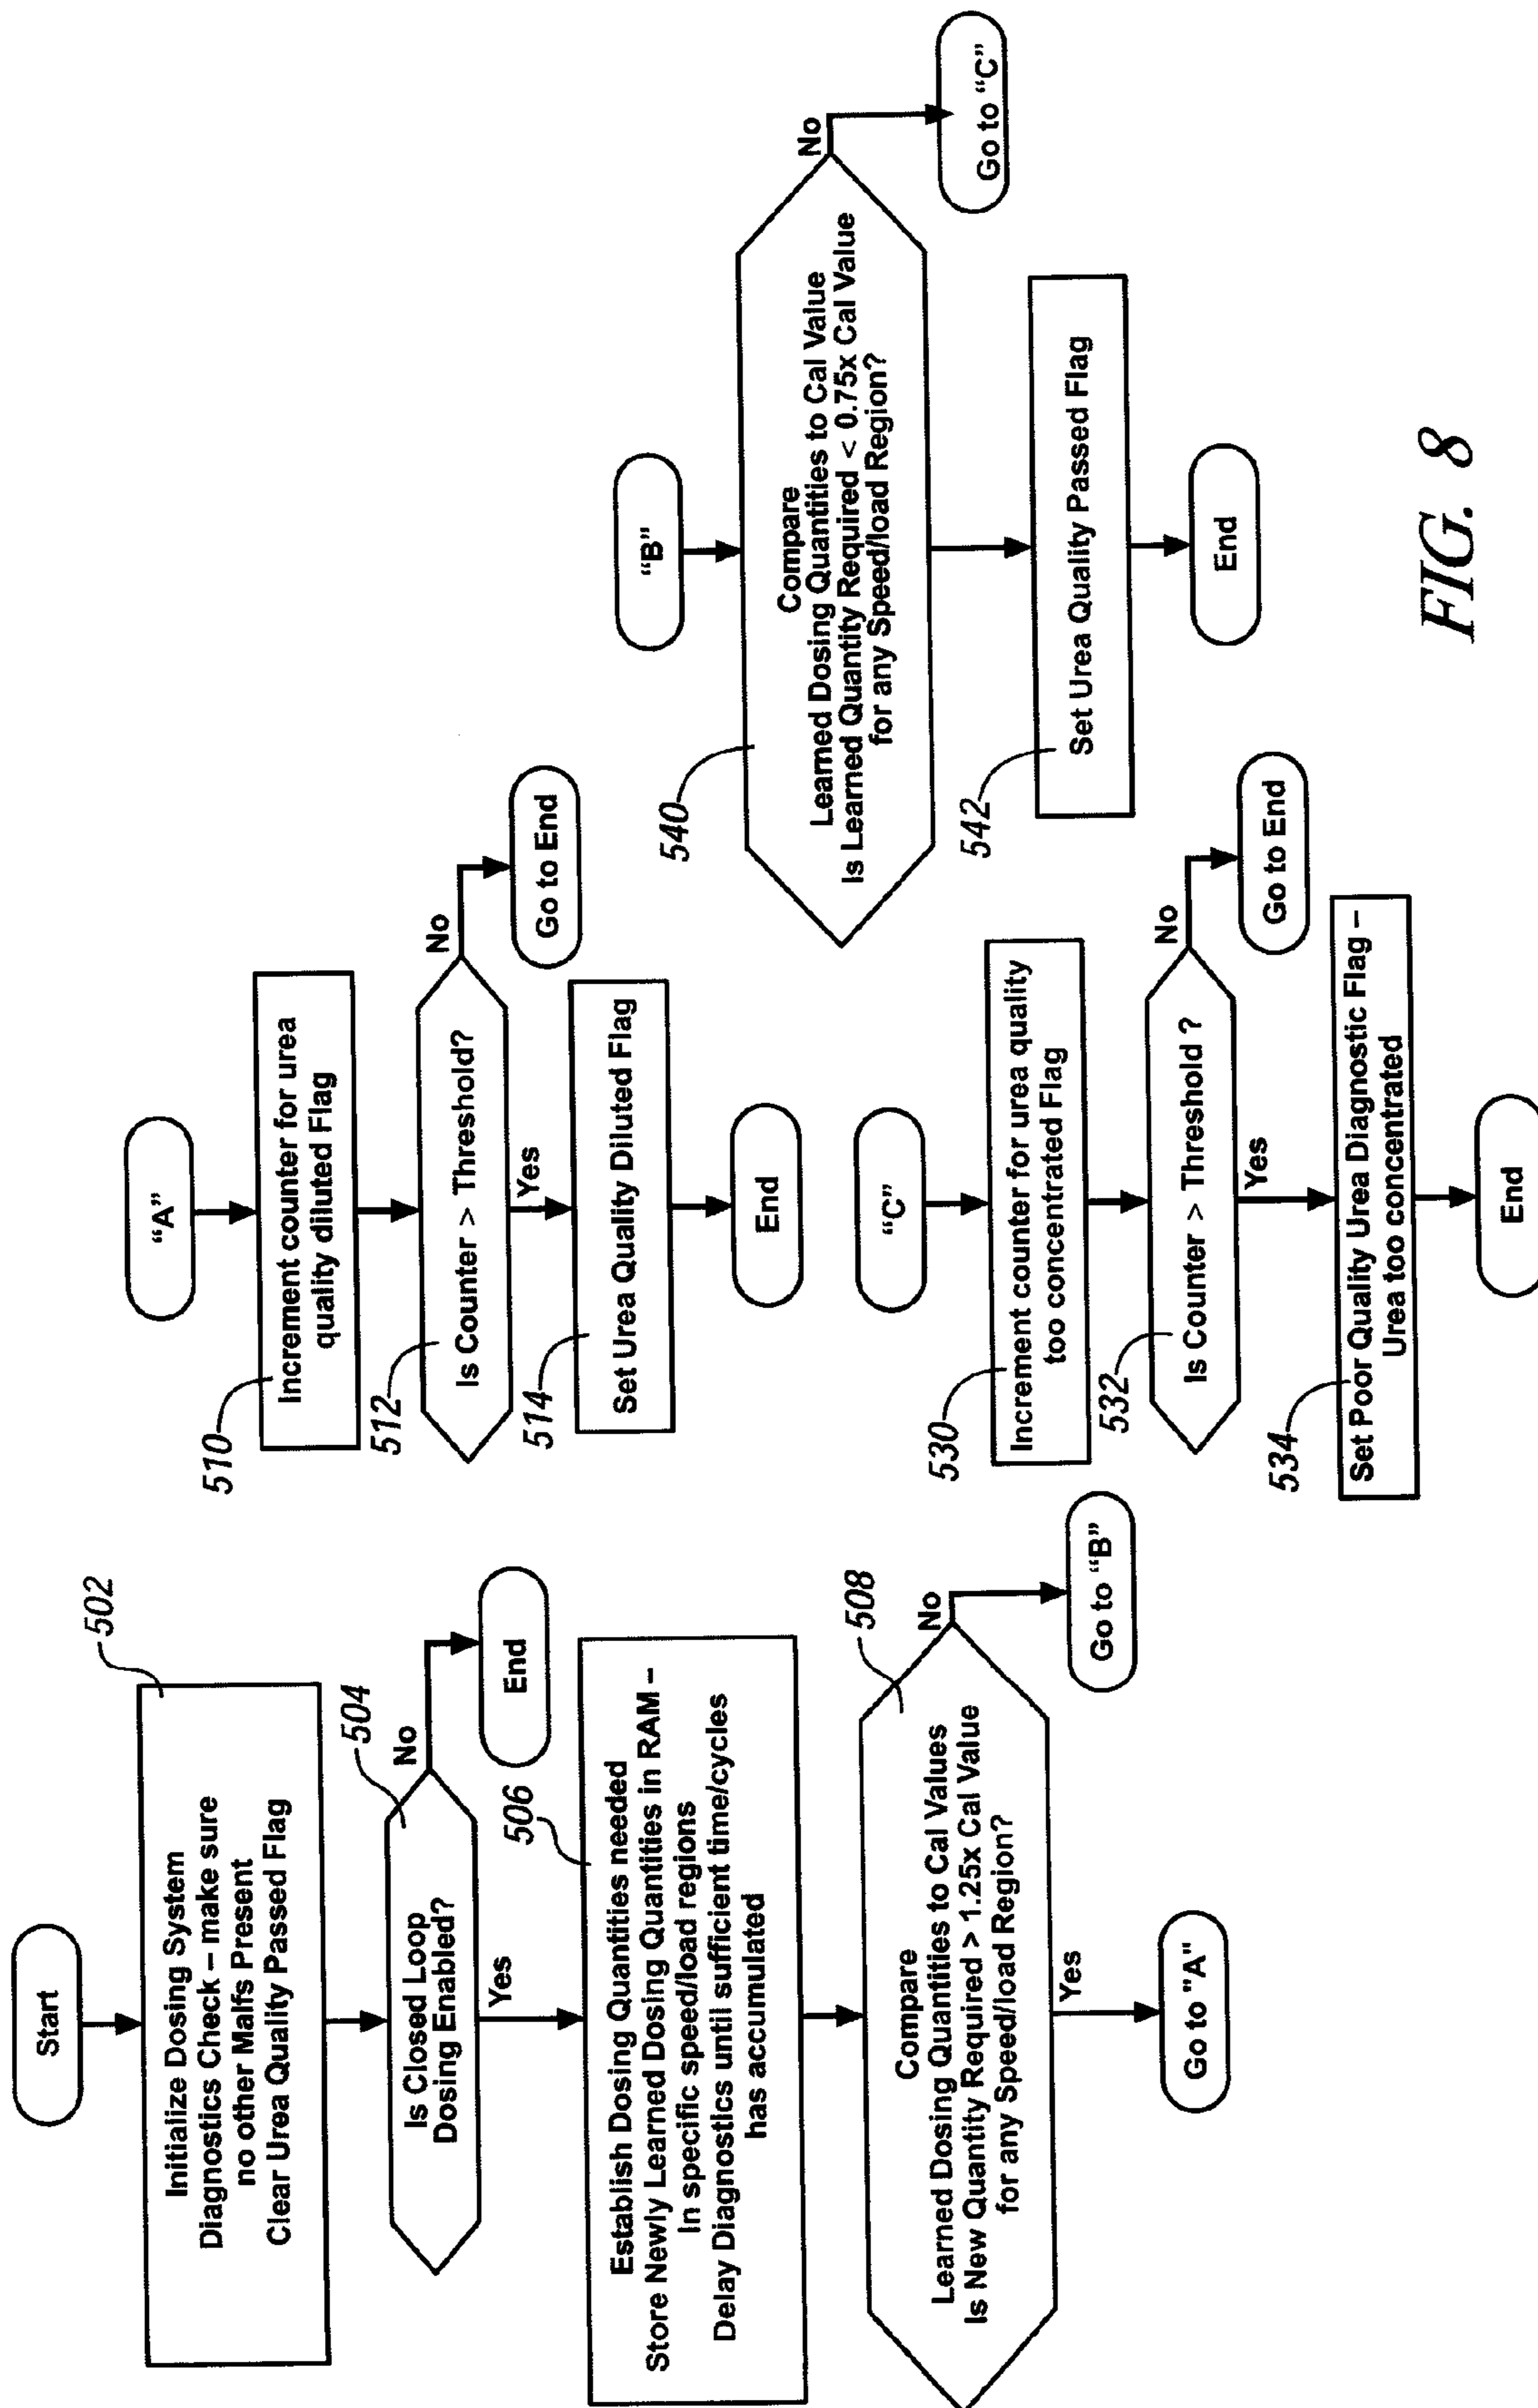 Start
Initialize Dosing System
Diagnostics Check – make sure
no other Malfs Present
Clear Urea Quality Passed Flag
502
Is Closed Loop
Dosing Enabled?
504
No
End
Yes
506
Establish Dosing Quantities needed
Store Newly Learned Dosing Quantities in RAM –
In specific speed/load regions
Delay Diagnostics until sufficient time/cycles
has accumulated
508
Compare
Learned Dosing Quantities to Cal Values
Is New Quantity Required > 1.25x Cal Value
for any Speed/load Region?
No
Go to “B”
Yes
Go to "A"
“A”
510
Increment counter for urea
quality diluted Flag
512
Is Counter > Threshold?
No
Go to End
Yes
514
Set Urea Quality Diluted Flag
End
“C”
530
Increment counter for urea quality
too concentrated Flag
532
Is Counter > Threshold ?
No
Go to End
Yes
534
Set Poor Quality Urea Diagnostic Flag –
Urea too concentrated
End
“B”
540
Compare
Learned Dosing Quantities to Cal Value
Is Learned Quantity Required < 0.75x Cal Value
for any Speed/load Region?
No
Go to “C”
542
Set Urea Quality Passed Flag
End
FIG. 8